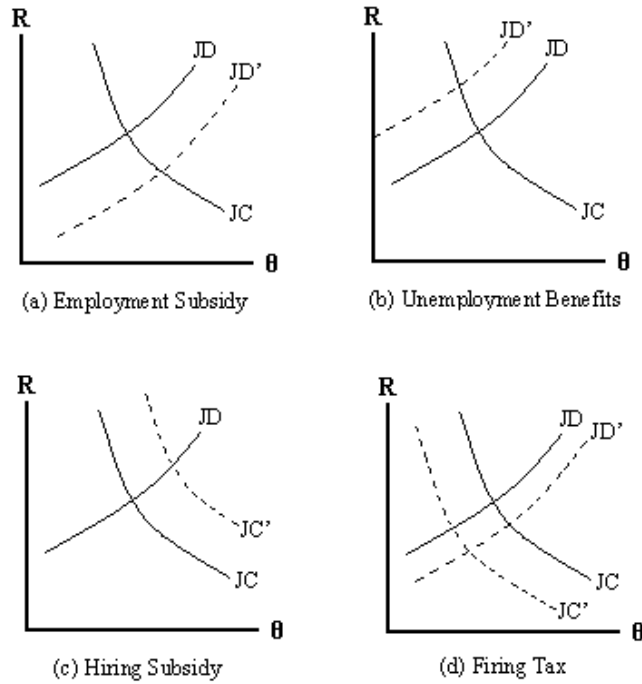 R
R
JD
JD'
JD'
JD
JC
JC
θ
θ
(a) Employment Subsidy
(b) Unemployment Benefits
R
R
JD
JD
JD'
JC'
JC
JC
JC'
θ
θ
(c) Hiring Subsidy
(d) Firing Tax